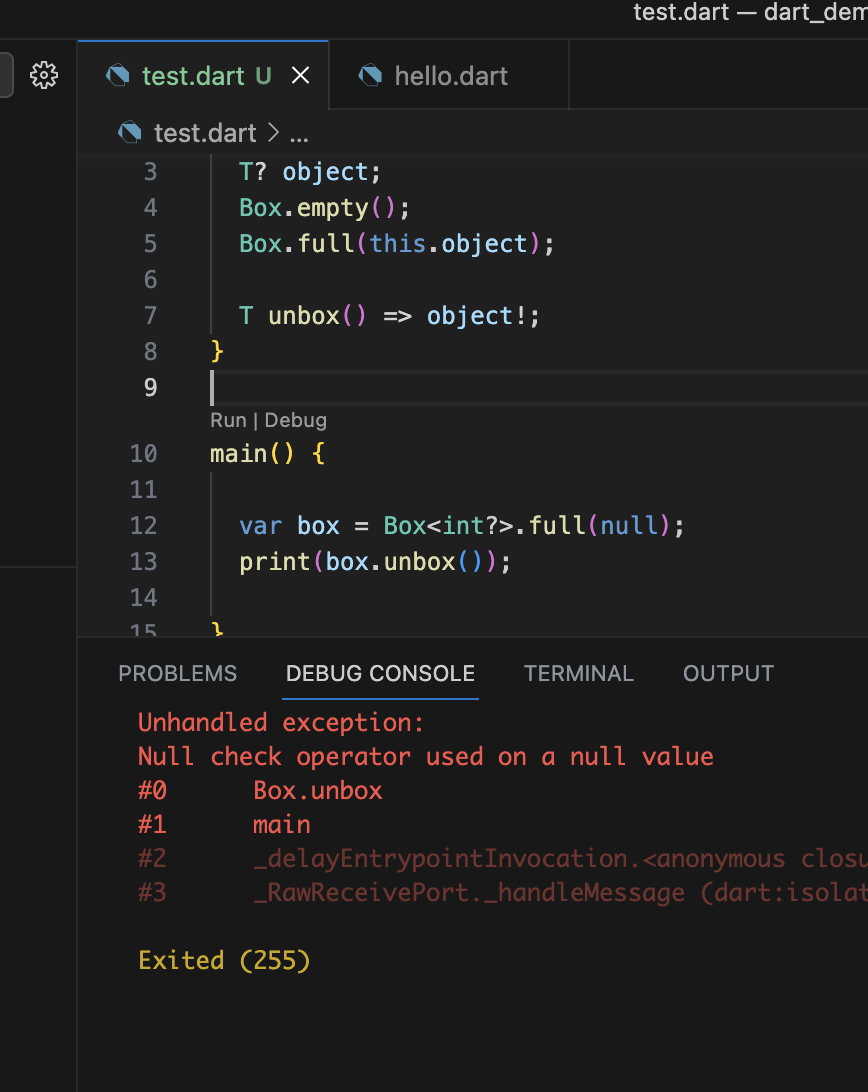 test.dart — dart_dem
test.dart U hello.dart
test.dart > ...
3 T? object;
4 Box.empty();
5 Box.full(this.object);
6
7 T unbox() => object!;
8 }
9
Run | Debug
10 main() {
11
12 var box = Box<int?>.full(null);
13 print(box.unbox());
14
15 }
PROBLEMS DEBUG CONSOLE TERMINAL OUTPUT
Unhandled exception:
Null check operator used on a null value
#0 Box.unbox
#1 main
#2 _delayEntrypointInvocation.<anonymous closu
#3 _RawReceivePort._handleMessage (dart:isolat
Exited (255)